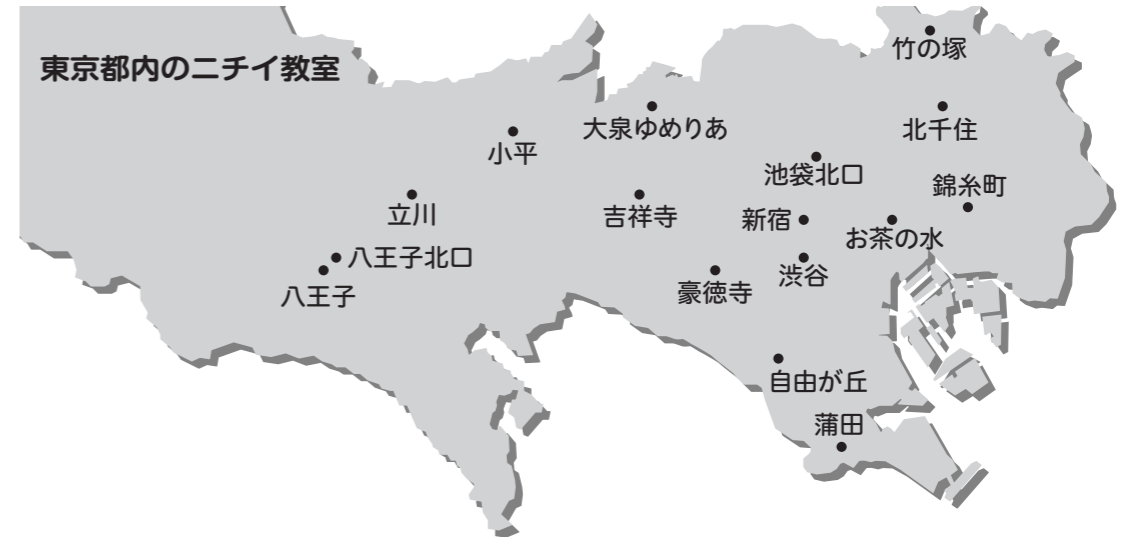 東京都内のニチイ教室
竹の塚
大泉ゆめりあ
北千住
小平
池袋北口
錦糸町
立川
吉祥寺
新宿
お茶の水
八王子北口
渋谷
八王子
豪徳寺
自由が丘
蒲田